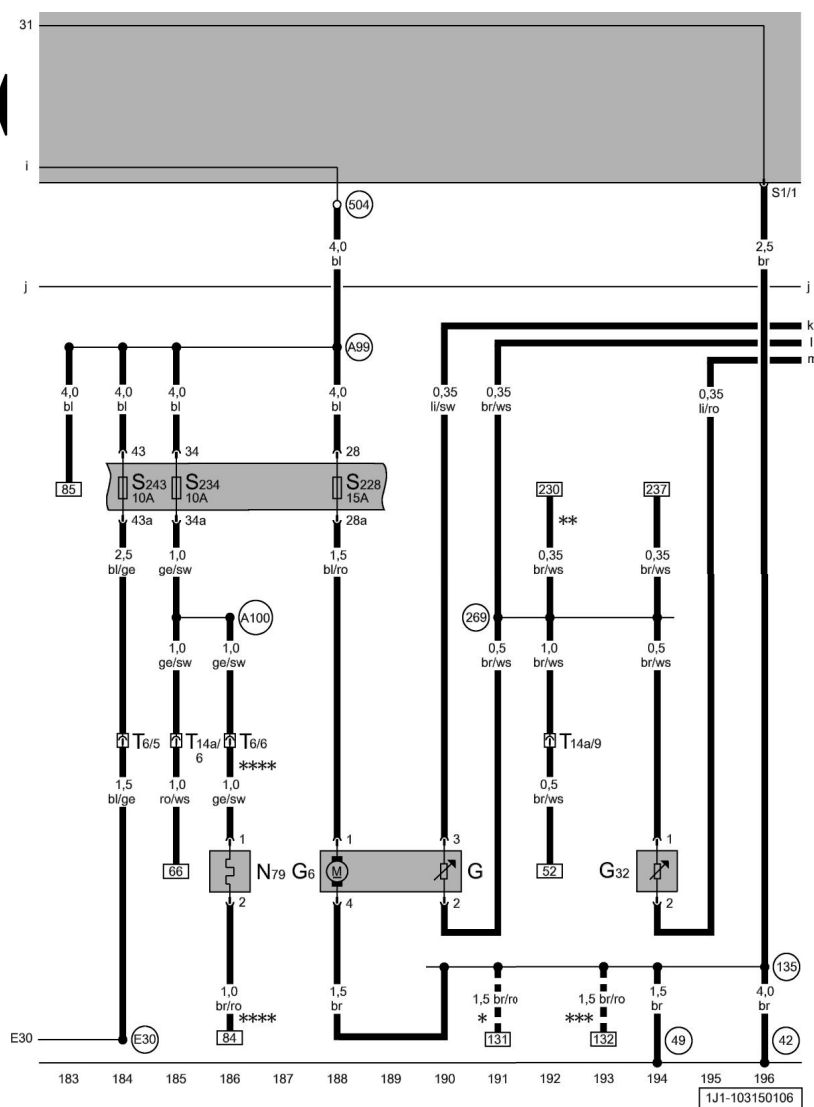 31
i
S1/1
504
4,0 2,5
bl br
j j
k
l
m
A99
4,0 4,0 4,0 4,0 0,35 0,35 0,35
bl bl bl bl li/sw br/ws li/ro
43 34 28
85 S243 S234 S228 230 237
10A 10A 15A
43a 34a 28a **
2,5 1,0 1,5 0,35 0,35
bl/ge ge/sw bl/ro br/ws br/ws
A100 269
1,0 1,0 0,5 1,0 0,5
ge/sw ge/sw br/ws br/ws br/ws
T6/5 T14a/6 T6/6 T14a/9
****
1,5 1,0 1,0 0,5
bl/ge ro/ws ge/sw br/ws
1 1 3 1
66 N79 G6 M G 52 G32
2 4 2 2
135
1,0 1,5 1,5 br/ro 1,5 br/ro 1,5 4,0
br/ro br br br
**** * ***
E30 E30 84 131 132 49 42
183 184 185 186 187 188 189 190 191 192 193 194 195 196
1J1-103150106